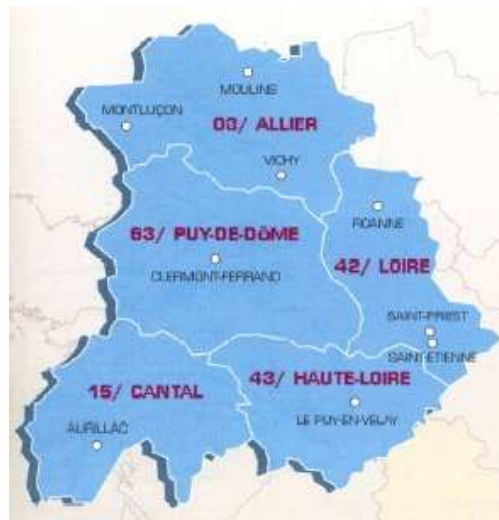 MOULINS
MONTLUÇON
03/ ALLIER
VICHY
ROANNE
63/ PUY-DE-DÔME
42/ LOIRE
CLERMONT-FERRAND
SAINT-PRIEST
SAINT-ETIENNE
43/ HAUTE-LOIRE
15/ CANTAL
LE PUY-EN-VELAY
AURILLAC